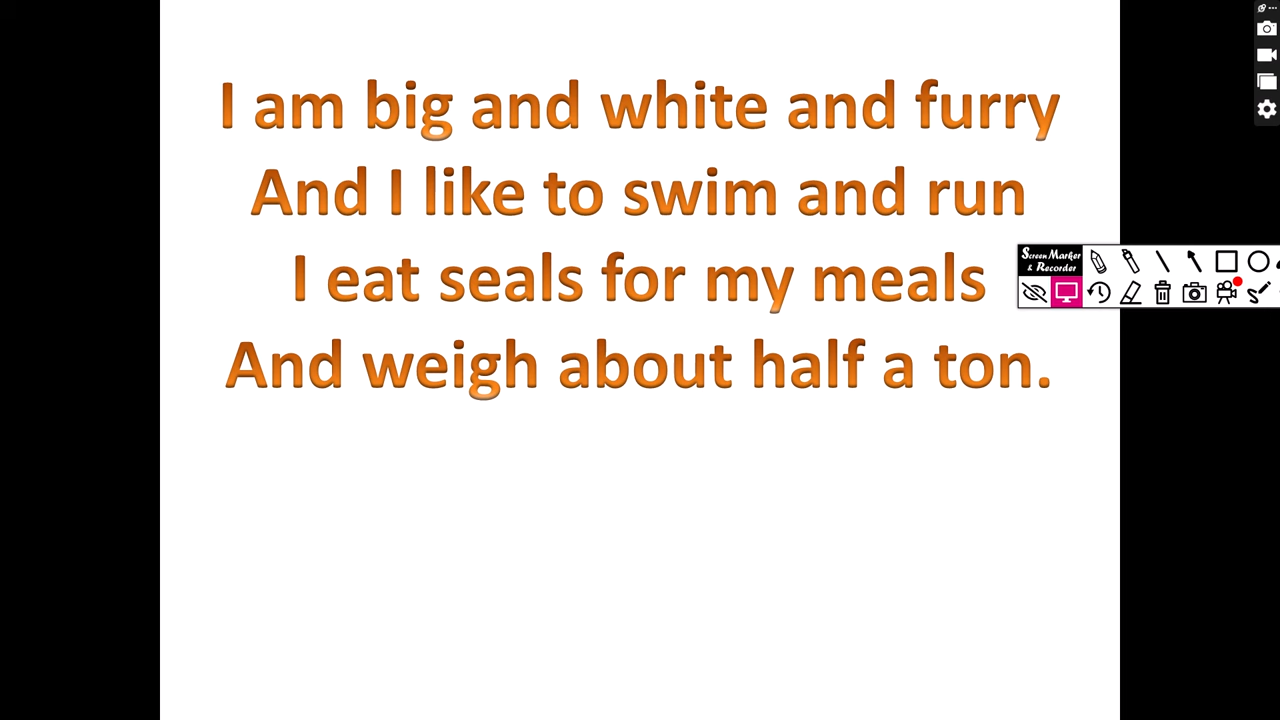 I am big and white and furry
And I like to swim and run
I eat seals for my meals
And weigh about half a ton.
Screen Marker
& Recorder